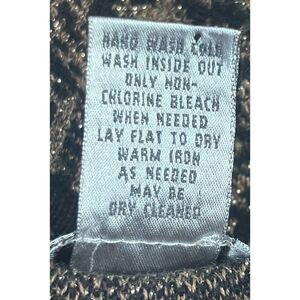 HAND WASH COLD
WASH INSIDE OUT
ONLY NON-
CHLORINE BLEACH
WHEN NEEDED
LAY FLAT TO DRY
WARM IRON
AS NEEDED
MAY BE
DRY CLEANED